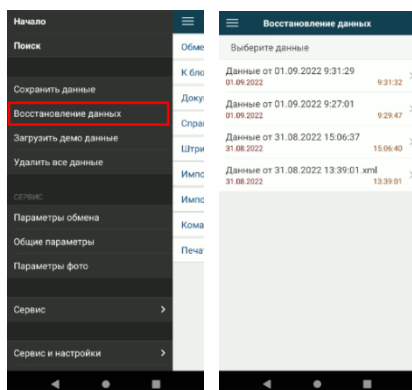 Начало
Поиск
Сохранить данные
Восстановление данных
Загрузить демо данные
Удалить все данные
СЕРВИС
Параметры обмена
Общие параметры
Параметры фото
Сервис
Сервис и настройки
Обме
К бло
Доку
Спра
Штри
Импо
Импо
Кома
Печа
Восстановление данных
Выберите данные
Данные от 01.09.2022 9:31:29
01.09.2022 9:31:32
Данные от 01.09.2022 9:27:01
01.09.2022 9:29:47
Данные от 31.08.2022 15:06:37
31.08.2022 15:06:40
Данные от 31.08.2022 13:39:01.xml
31.08.2022 13:39:01